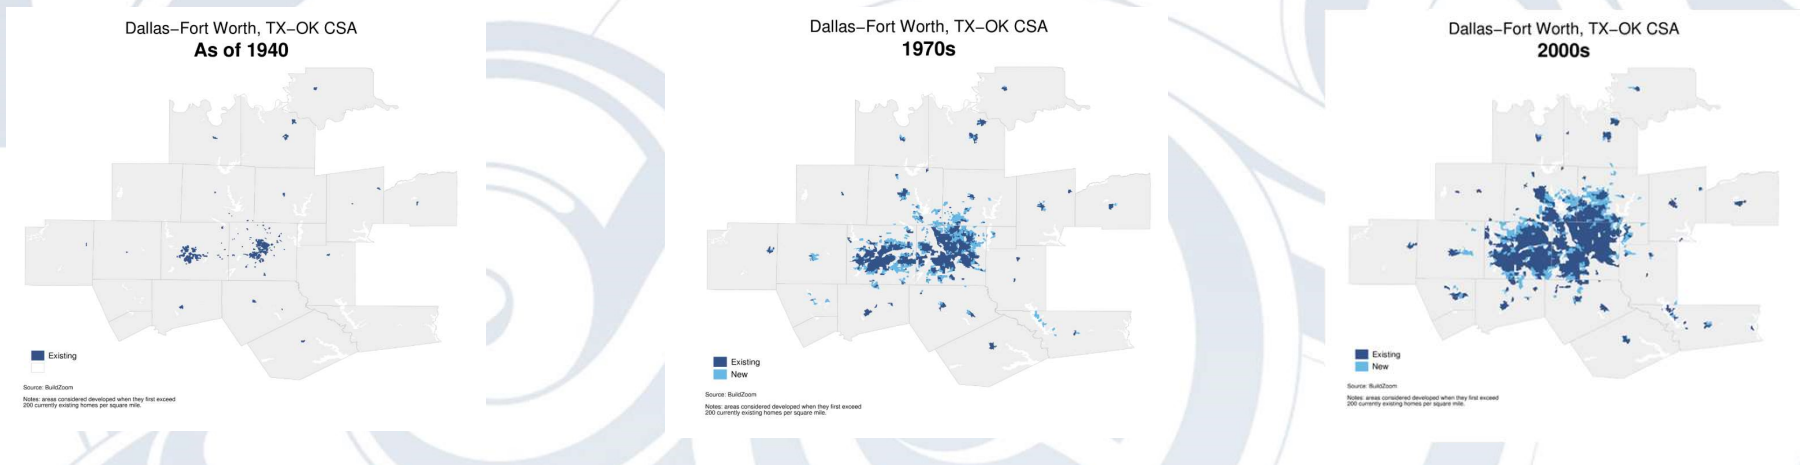 Dallas−Fort Worth, TX−OK CSA
As of 1940
Existing
Source: BuildZoom
Notes: areas considered developed when they first exceed
200 currently existing homes per square mile.
Dallas−Fort Worth, TX−OK CSA
1970s
Existing
New
Source: BuildZoom
Notes: areas considered developed when they first exceed
200 currently existing homes per square mile.
Dallas−Fort Worth, TX−OK CSA
2000s
Existing
New
Source: BuildZoom
Notes: areas considered developed when they first exceed
200 currently existing homes per square mile.